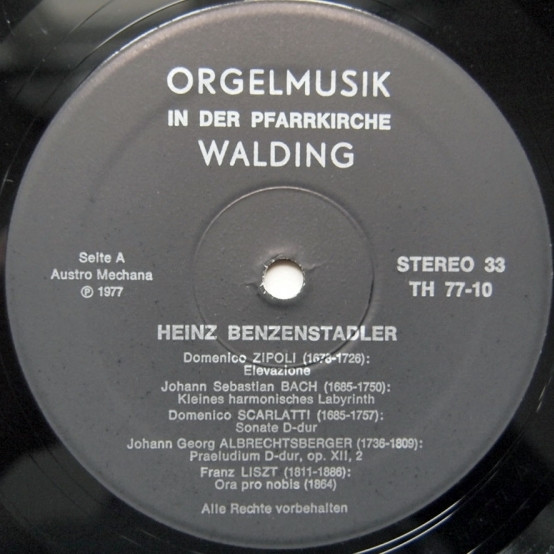 ORGELMUSIK
IN DER PFARRKIRCHE
WALDING
Seite A
Austro Mechana
℗ 1977
STEREO 33
TH 77-10
HEINZ BENZENSTADLER
Domenico ZIPOLI (1673-1726):
Elevazione
Johann Sebastian BACH (1685-1750):
Kleines harmonisches Labyrinth
Domenico SCARLATTI (1685-1757):
Sonate D-dur
Johann Georg ALBRECHTSBERGER (1736-1809):
Praeludium D-dur, op. XII, 2
Franz LISZT (1811-1886):
Ora pro nobis (1864)
Alle Rechte vorbehalten